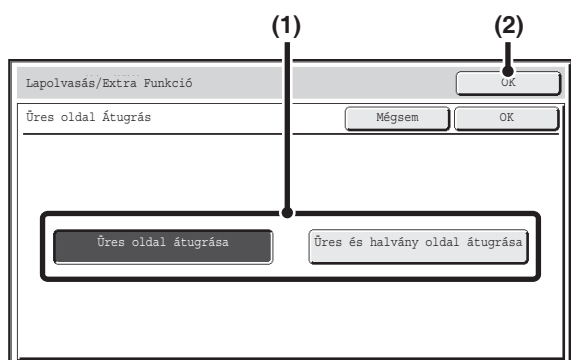 (1) (2)
Lapolvasás/Extra Funkció OK
Üres oldal Átugrás Mégsem OK
Üres oldal átugrása Üres és halvány oldal átugrása